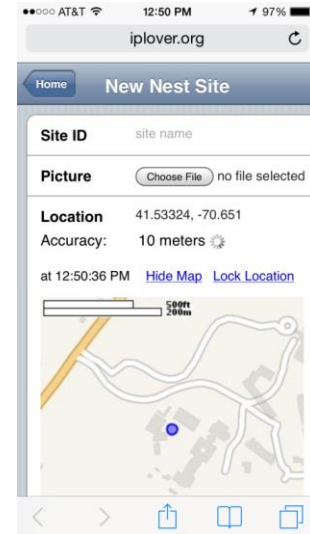 AT&T 12:50 PM 97%
iplover.org
Home New Nest Site
Site ID site name
Picture Choose File no file selected
Location 41.53324, -70.651
Accuracy: 10 meters
at 12:50:36 PM Hide Map Lock Location
500ft
200m